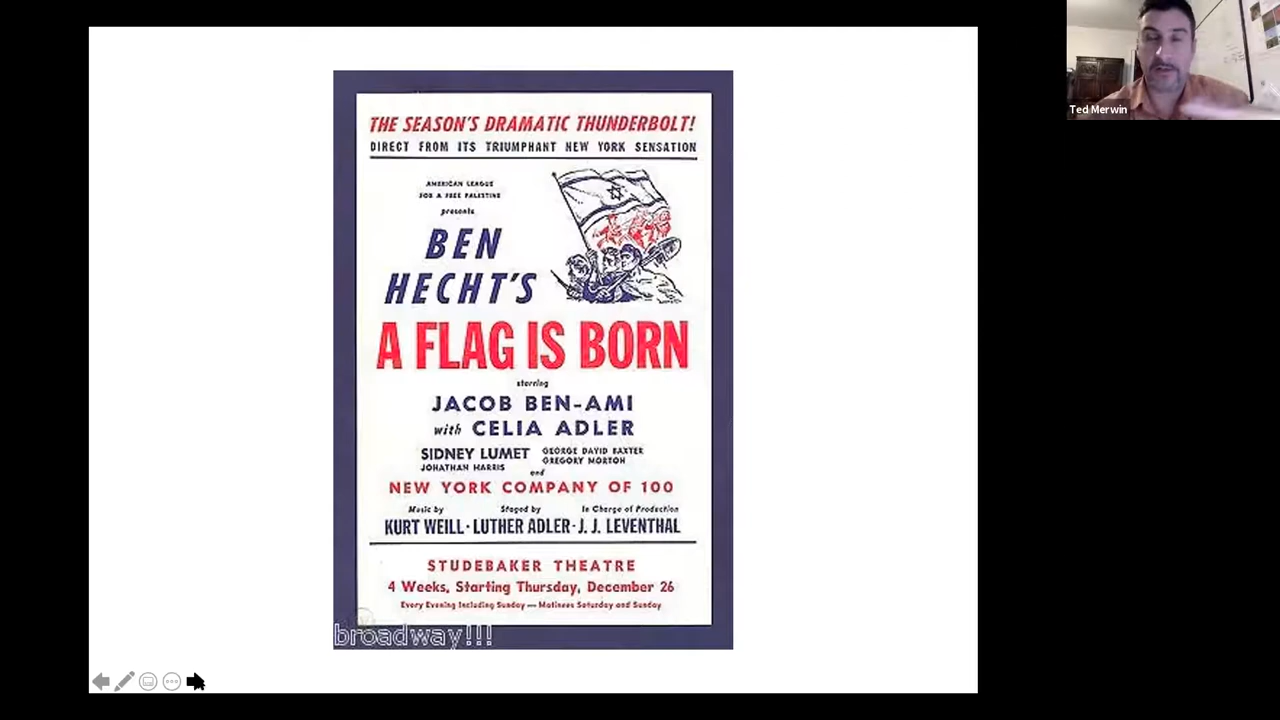 THE SEASON'S DRAMATIC THUNDERBOLT!
DIRECT FROM ITS TRIUMPHANT NEW YORK SENSATION
AMERICAN LEAGUE
FOR A FREE PALESTINE
presents
BEN
HECHT'S
A FLAG IS BORN
starring
JACOB BEN-AMI
with CELIA ADLER
SIDNEY LUMET GEORGE DAVID BAXTER
JONATHAN HARRIS GREGORY MORTON
and
NEW YORK COMPANY OF 100
Music by Staged by In Charge of Production
KURT WEILL · LUTHER ADLER · J. J. LEVENTHAL
STUDEBAKER THEATRE
4 Weeks, Starting Thursday, December 26
Every Evening Including Sunday — Matinees Saturday and Sunday
broadway!!!
Ted Merwin